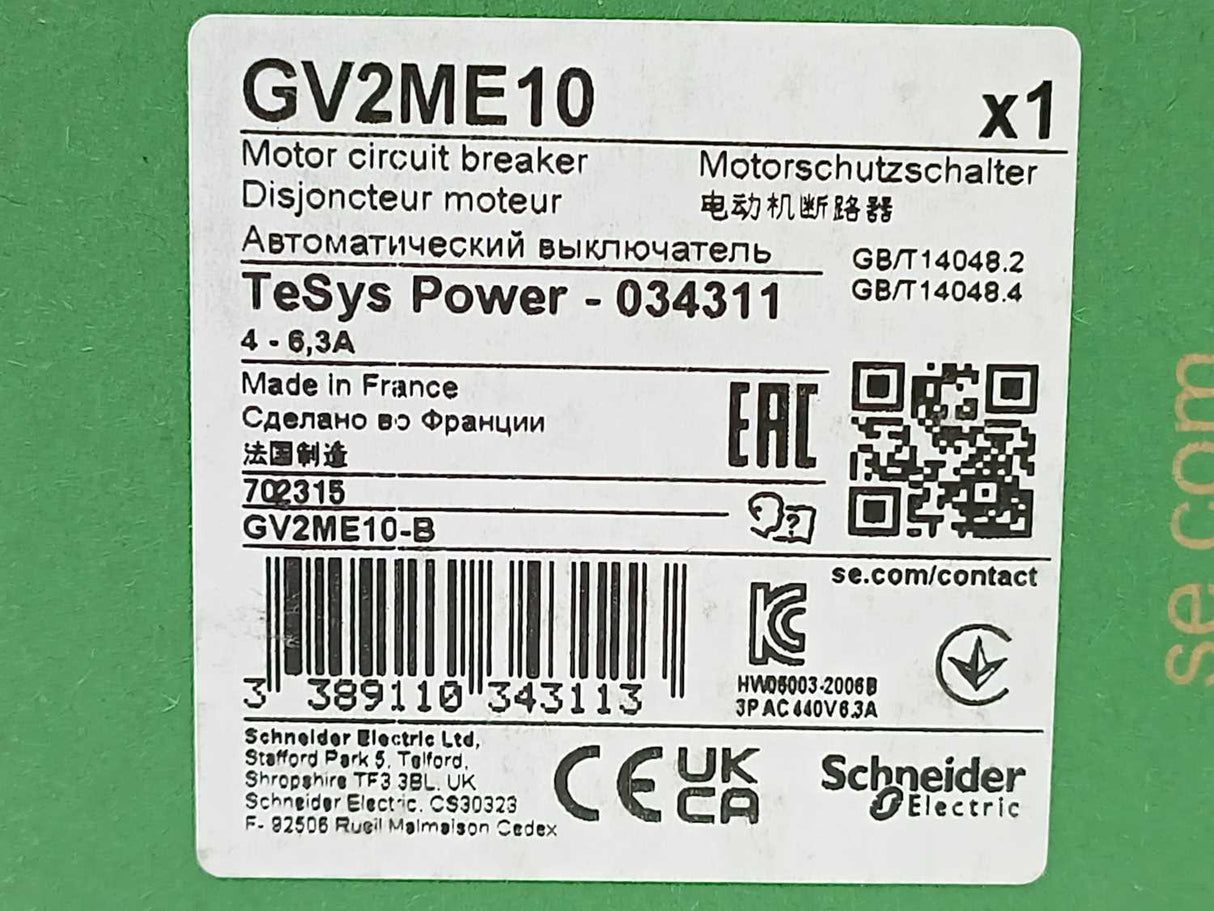 GV2ME10 x1
Motor circuit breaker Motorschutzschalter
Disjoncteur moteur 电动机断路器
Автоматический выключатель
GB/T14048.2
GB/T14048.4
TeSys Power - 034311
4 - 6,3A
Made in France
Сделано во Франции
法国制造
EAC
702315
GV2ME10-B
se.com/contact
3 389110 343113
KC
HW05003-2006B
3P AC 440V 6.3A
Schneider Electric Ltd,
Stafford Park 5, Telford,
Shropshire TF3 3BL. UK
Schneider Electric. CS30323
F- 92506 Rueil Malmaison Cedex
CE UK
CA
Schneider
Electric
se.com